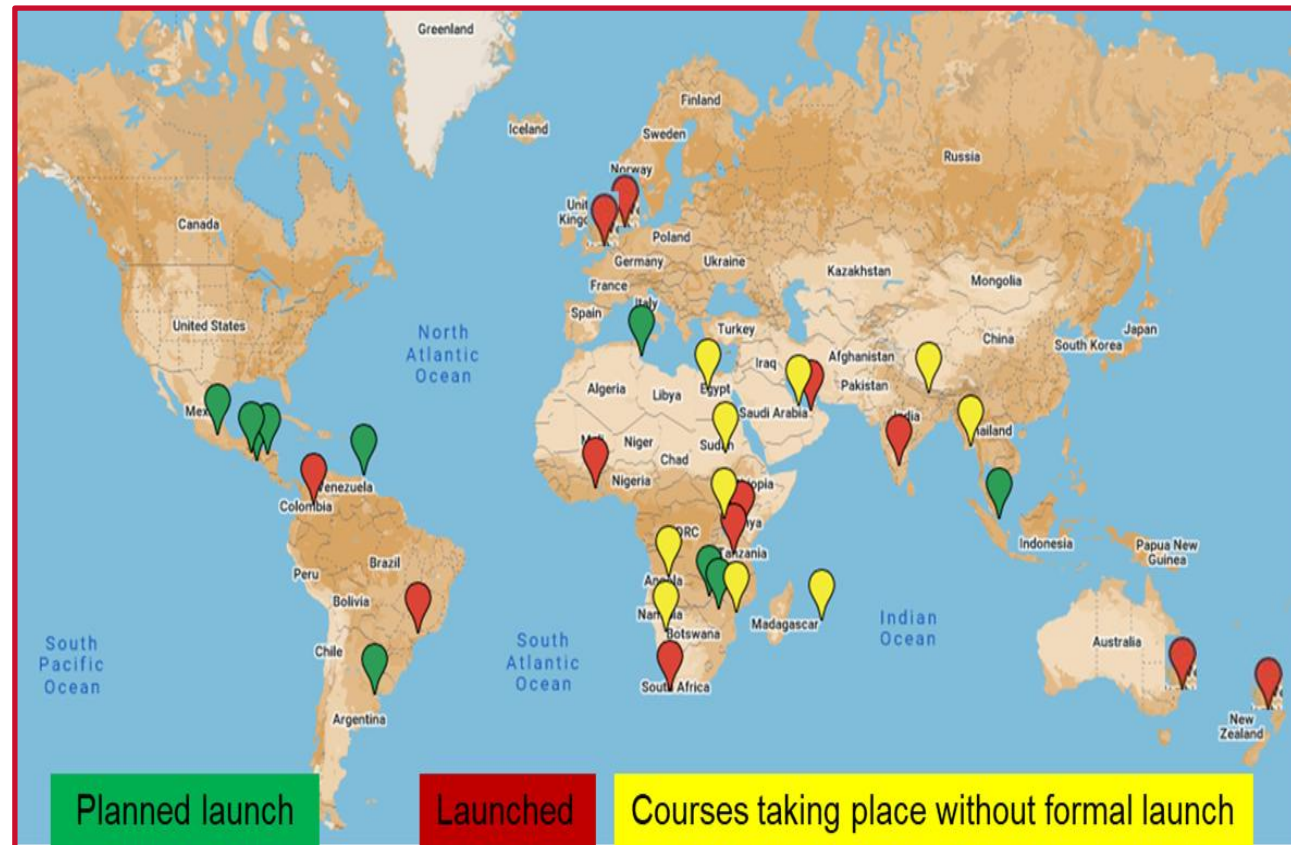 Greenland
Finland
Iceland
Sweden
Russia
Norway
Canada
Poland
Germany
Ukraine
Kazakhstan
Mongolia
France
United States
Spain
Turkey
China
Japan
South Korea
North
Atlantic
Ocean
Iraq
Afghanistan
Algeria
Libya
Egypt
Pakistan
Saudi Arabia
Niger
Sudan
Chad
Nigeria
Venezuela
Colombia
DRC
Indonesia
Papua New
Guinea
Tanzania
Brazil
Peru
Bolivia
Madagascar
Indian
Ocean
Botswana
Australia
South
Pacific
Ocean
Chile
South
Atlantic
Ocean
South Africa
Argentina
New
Zealand
Planned launch
Launched
Courses taking place without formal launch